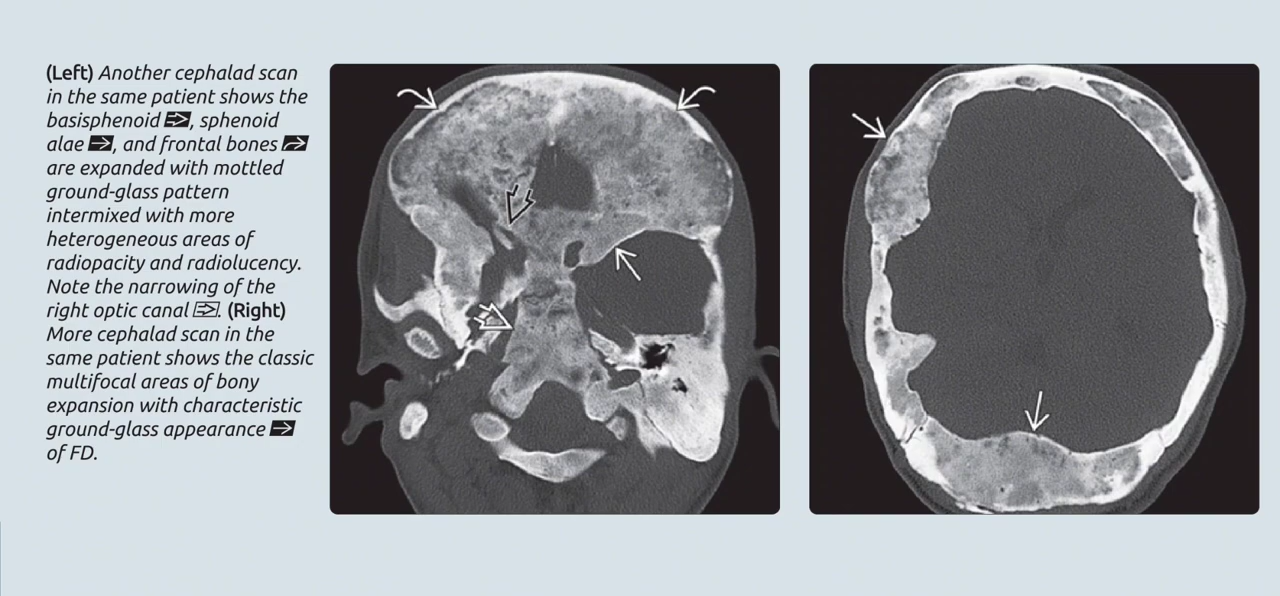 (Left) Another cephalad scan
in the same patient shows the
basisphenoid , sphenoid
alae , and frontal bones
are expanded with mottled
ground-glass pattern
intermixed with more
heterogeneous areas of
radiopacity and radiolucency.
Note the narrowing of the
right optic canal . (Right)
More cephalad scan in the
same patient shows the classic
multifocal areas of bony
expansion with characteristic
ground-glass appearance
of FD.